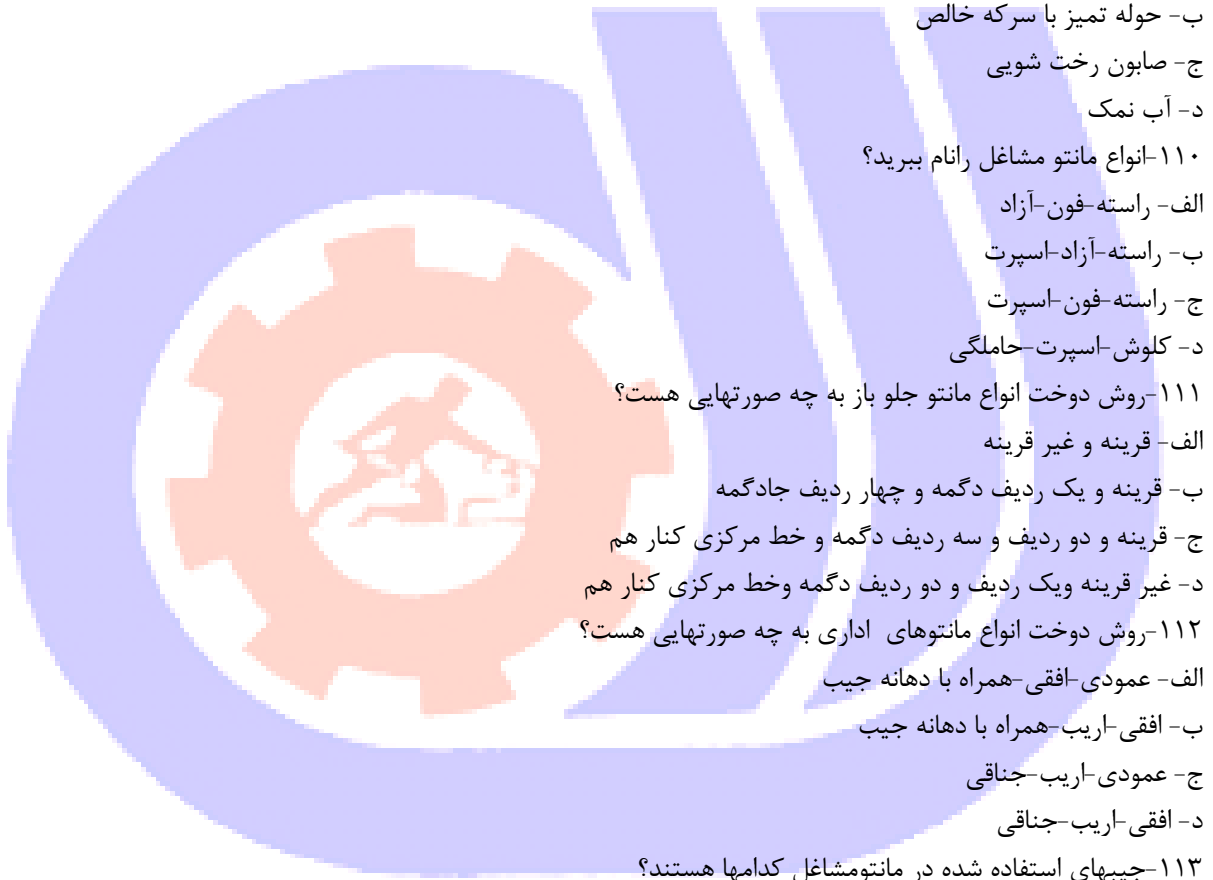 ب- حوله تمیز با سرکه خالص
ج- صابون رخت شویی
د- آب نمک
۱۱۰-انواع مانتو مشاغل رانام ببرید؟
الف- راسته-فون-آزاد
ب- راسته-آزاد-اسپرت
ج- راسته-فون-اسپرت
د- کلوش-اسپرت-حاملگی
۱۱۱-روش دوخت انواع مانتو جلو باز به چه صورتهایی هست؟
الف- قرینه و غیر قرینه
ب- قرینه و یک ردیف دگمه و چهار ردیف جادگمه
ج- قرینه و دو ردیف و سه ردیف دگمه و خط مرکزی کنار هم
د- غیر قرینه ویک ردیف و دو ردیف دگمه وخط مرکزی کنار هم
۱۱۲-روش دوخت انواع مانتوهای اداری به چه صورتهایی هست؟
الف- عمودی-افقی-همراه با دهانه جیب
ب- افقی-اریب-همراه با دهانه جیب
ج- عمودی-اریب-جناقی
د- افقی-اریب-جناقی
۱۱۳-جیبهای استفاده شده در مانتومشاغل کدامها هستند؟